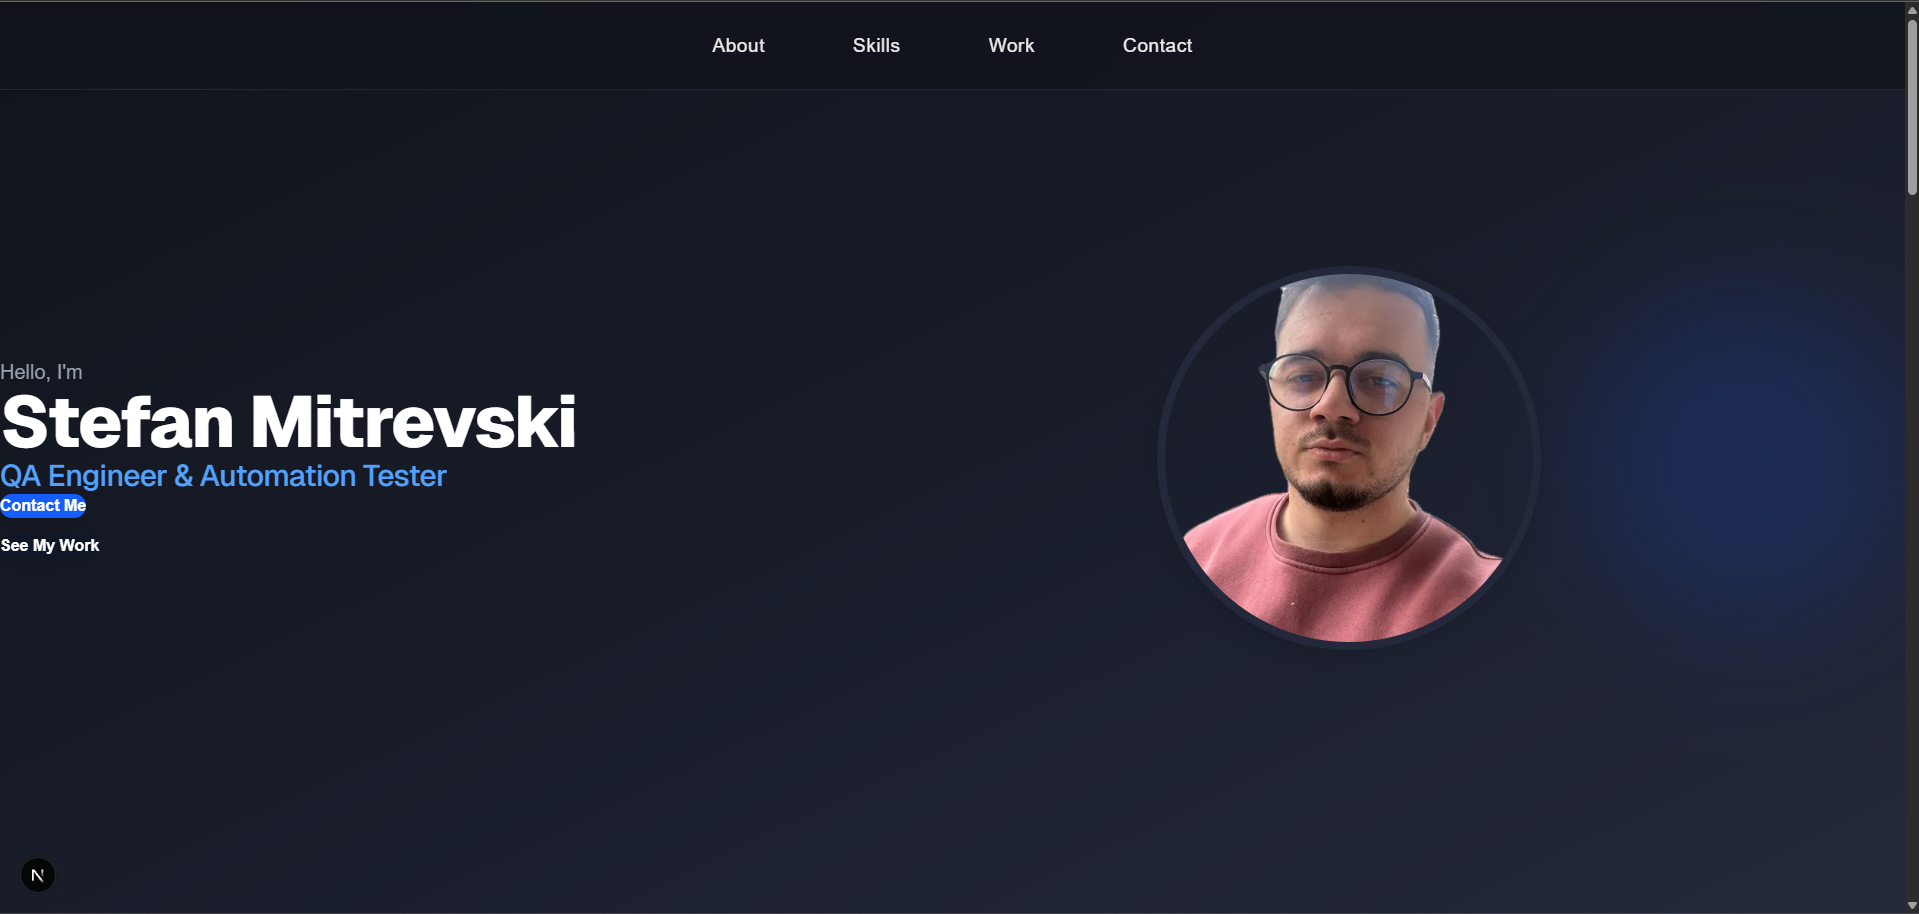 About Skills Work Contact
Hello, I'm
Stefan Mitrevski
QA Engineer & Automation Tester
Contact Me
See My Work
N